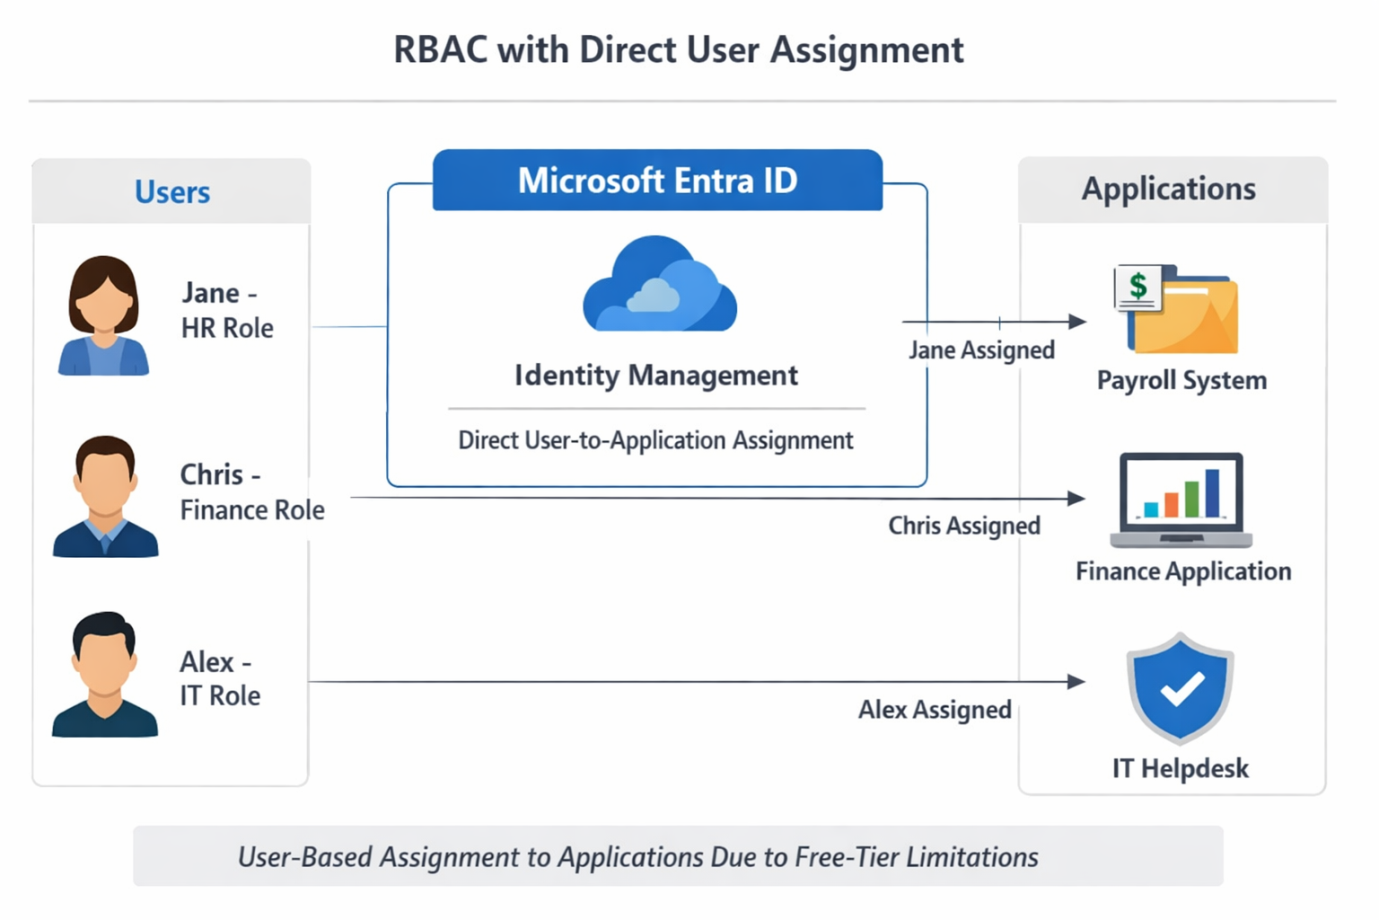 RBAC with Direct User Assignment
Users
Jane -
HR Role
Chris -
Finance Role
Alex -
IT Role
Microsoft Entra ID
Identity Management
Direct User-to-Application Assignment
Jane Assigned
Chris Assigned
Alex Assigned
Applications
$
Payroll System
Finance Application
IT Helpdesk
User-Based Assignment to Applications Due to Free-Tier Limitations